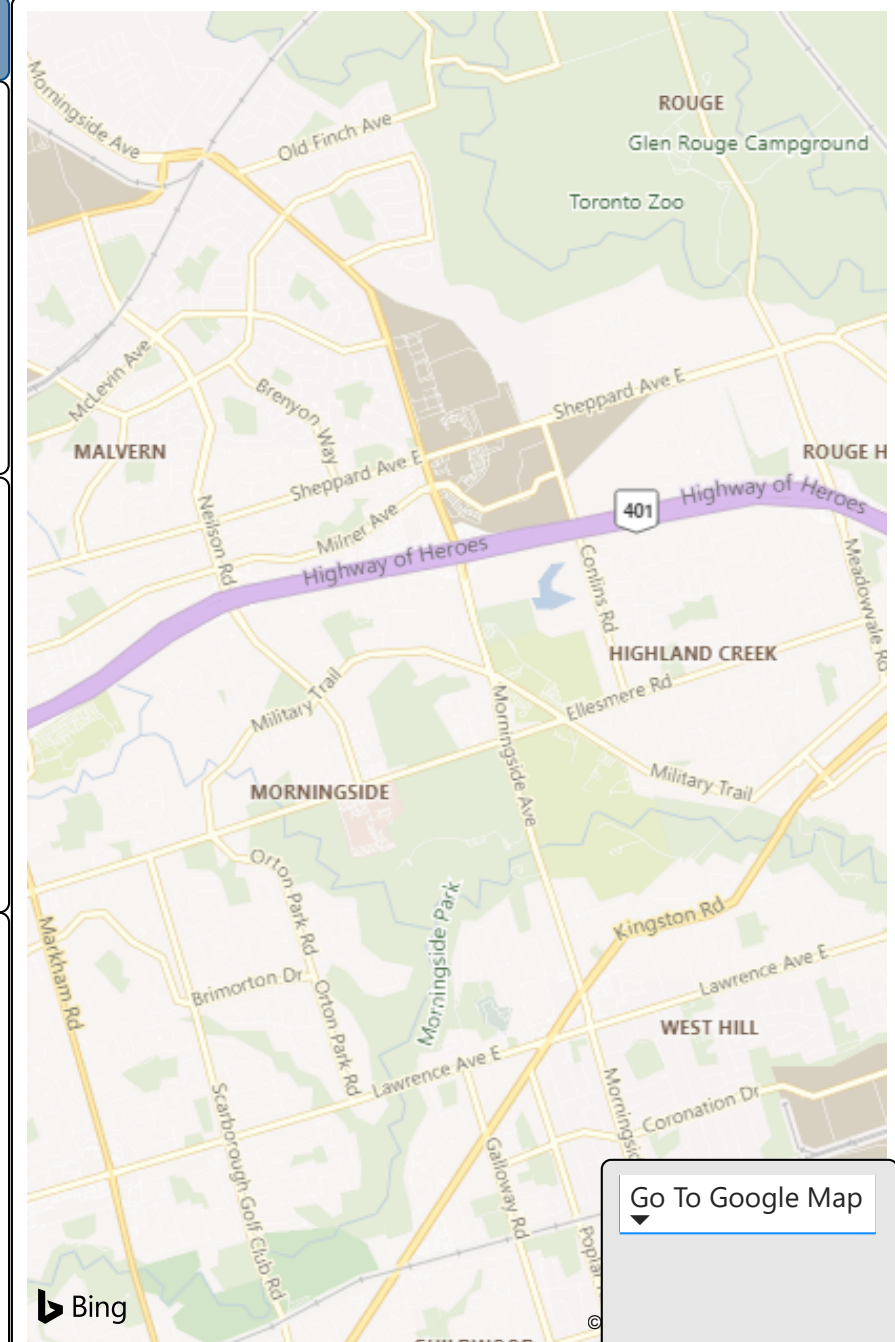 Morningside Ave
Old Finch Ave
ROUGE
Glen Rouge Campground
Toronto Zoo
McLevin Ave
Brenyon Way
Sheppard Ave E
MALVERN
ROUGE H
Sheppard Ave E
Neilson Rd
Milner Ave
Highway of Heroes
401
Highway of Heroes
Conlins Rd
Meadowvale Rd
HIGHLAND CREEK
Military Trail
Ellesmere Rd
Morningside Ave
MORNINGSIDE
Military Trail
Orton Park Rd
Morningside Park
Kingston Rd
Markham Rd
Brimorton Dr
Orton Park Rd
Lawrence Ave E
WEST HILL
Lawrence Ave E
Scarborough Golf Club Rd
Morningsid
Coronation Dr
Galloway Rd
Poplar
Go To Google Map
Bing
©